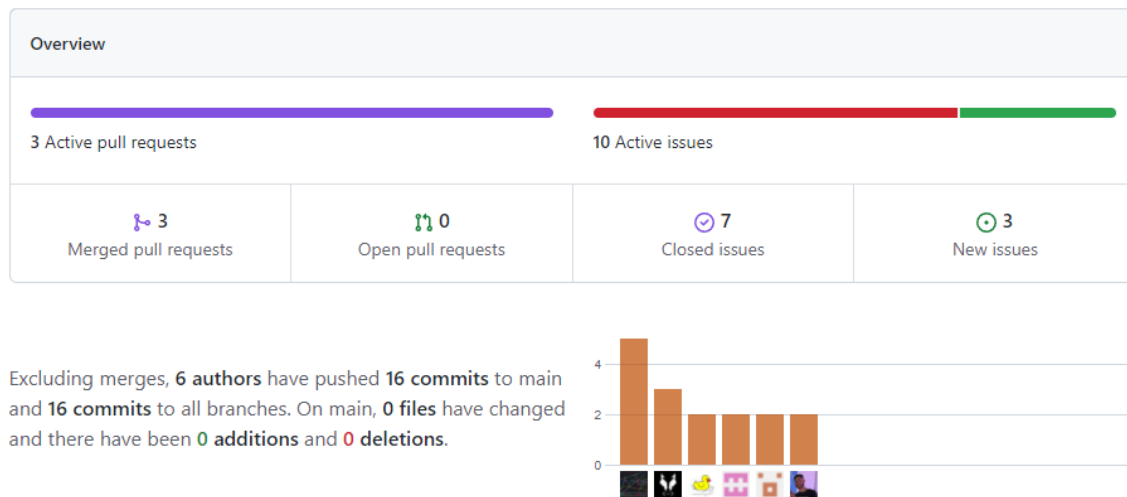 Overview
3 Active pull requests
10 Active issues
3
Merged pull requests
0
Open pull requests
7
Closed issues
3
New issues
Excluding merges, 6 authors have pushed 16 commits to main
and 16 commits to all branches. On main, 0 files have changed
and there have been 0 additions and 0 deletions.
4
2
0